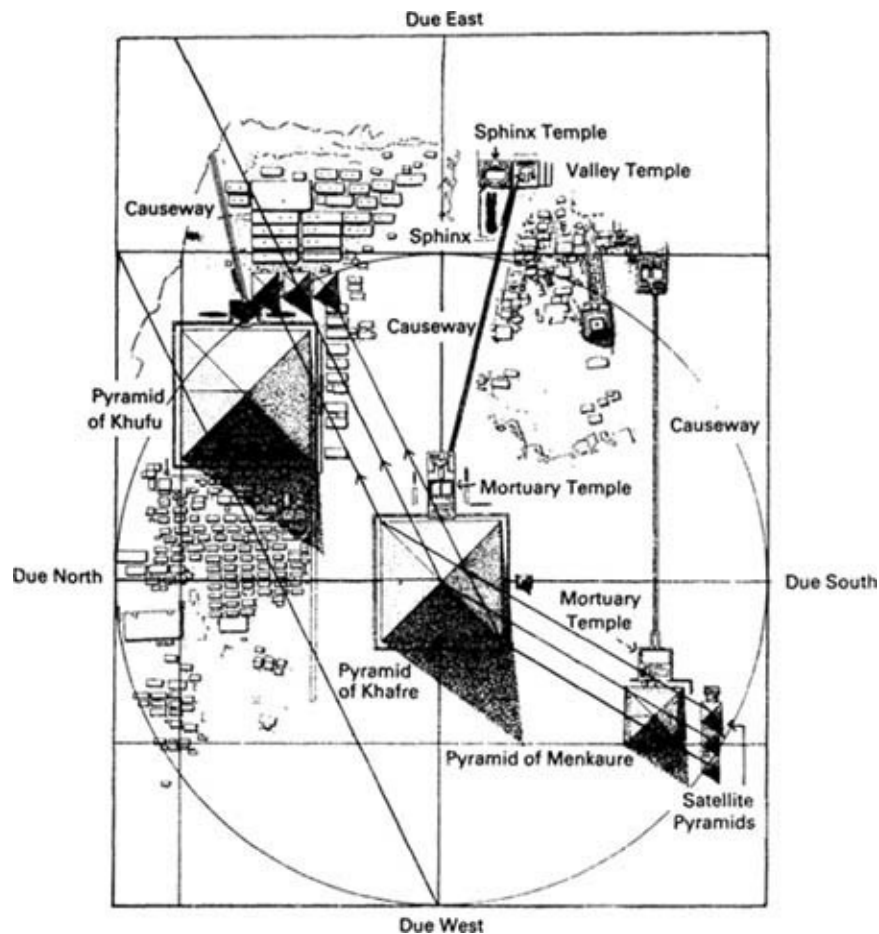 Due East
Sphinx Temple
Valley Temple
Causeway
Sphinx
Causeway
Pyramid
of Khufu
Causeway
Mortuary Temple
Due North
Due South
Mortuary
Temple
Pyramid
of Khafre
Pyramid of Menkaure
Satellite
Pyramids
Due West